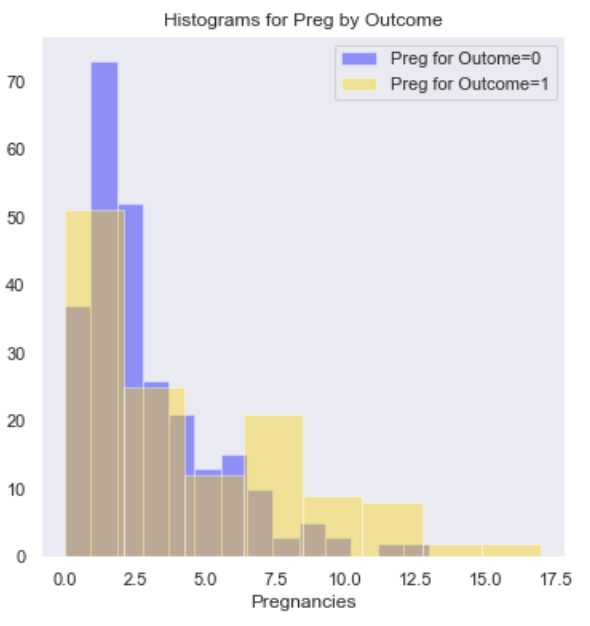 Histograms for Preg by Outcome
Preg for Outome=0
Preg for Outcome=1
70
60
50
40
30
20
10
0
0.0 2.5 5.0 7.5 10.0 12.5 15.0 17.5
Pregnancies